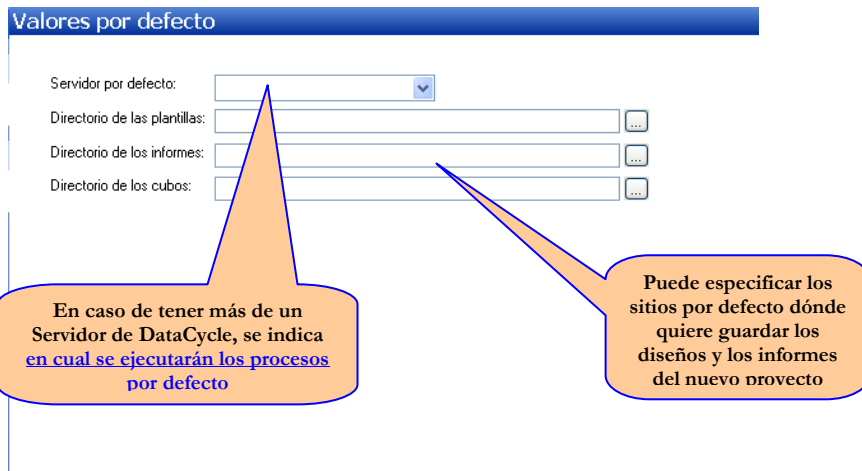 Valores por defecto
Servidor por defecto:
Directorio de las plantillas:
...
Directorio de los informes:
...
Directorio de los cubos:
...
En caso de tener más de un
Servidor de DataCycle, se indica
en cual se ejecutarán los procesos
por defecto
Puede especificar los
sitios por defecto dónde
quiere guardar los
diseños y los informes
del nuevo proyecto